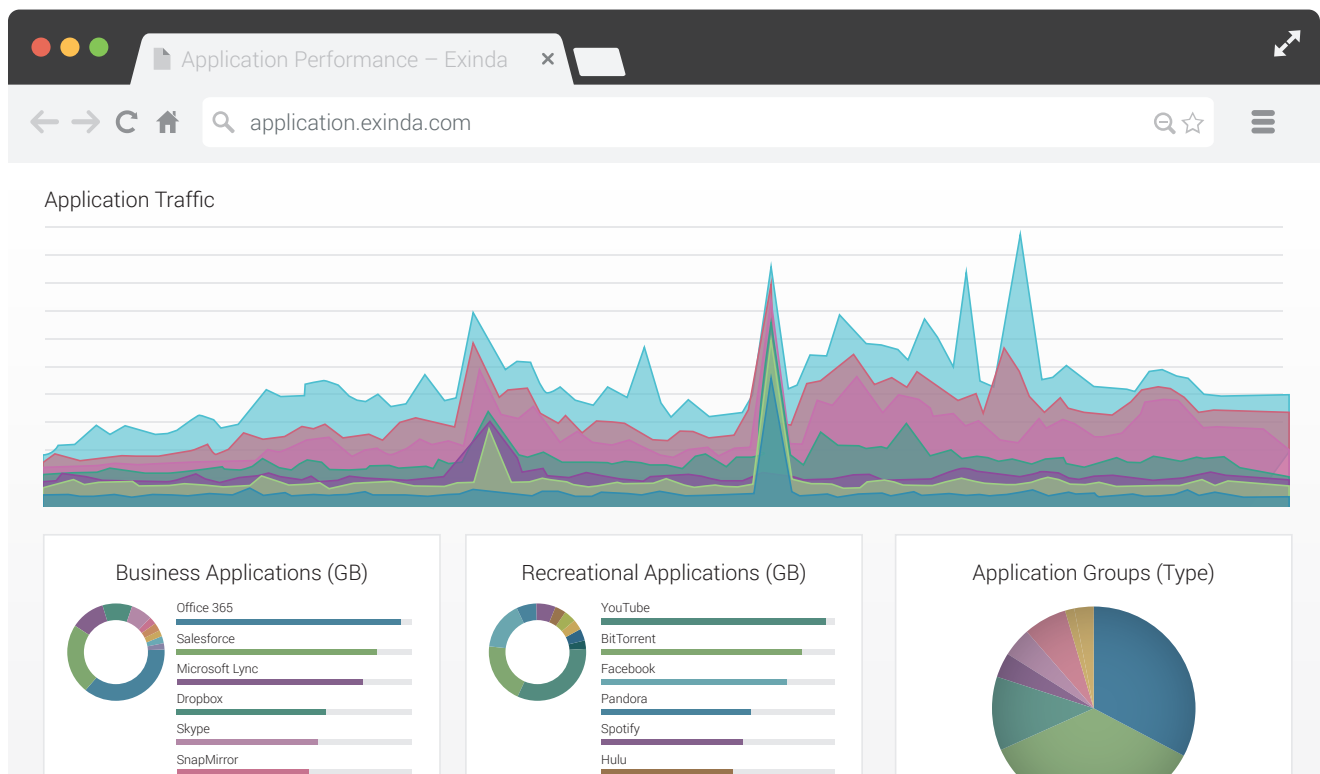 Application Performance – Exinda
application.exinda.com
Application Traffic
Business Applications (GB)
Office 365
Salesforce
Microsoft Lync
Dropbox
Skype
SnapMirror
Recreational Applications (GB)
YouTube
BitTorrent
Facebook
Pandora
Spotify
Hulu
Application Groups (Type)